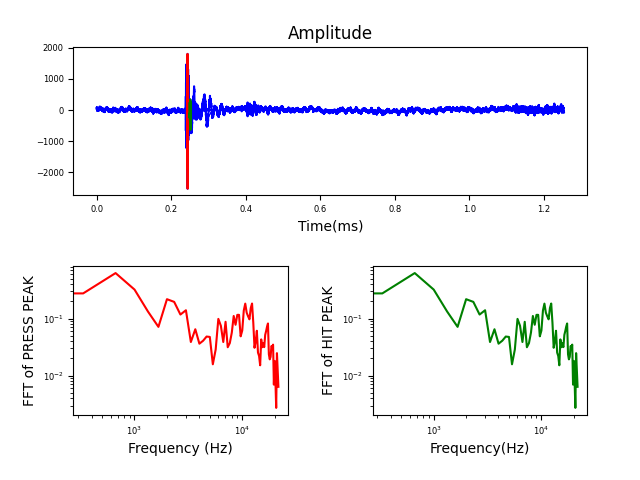 Amplitude
2000
1000
0
−1000
−2000
0.0 0.2 0.4 0.6 0.8 1.0 1.2
Time(ms)
FFT of PRESS PEAK
10⁻¹
10⁻²
10³ 10⁴
Frequency (Hz)
FFT of HIT PEAK
10⁻¹
10⁻²
10³ 10⁴
Frequency(Hz)